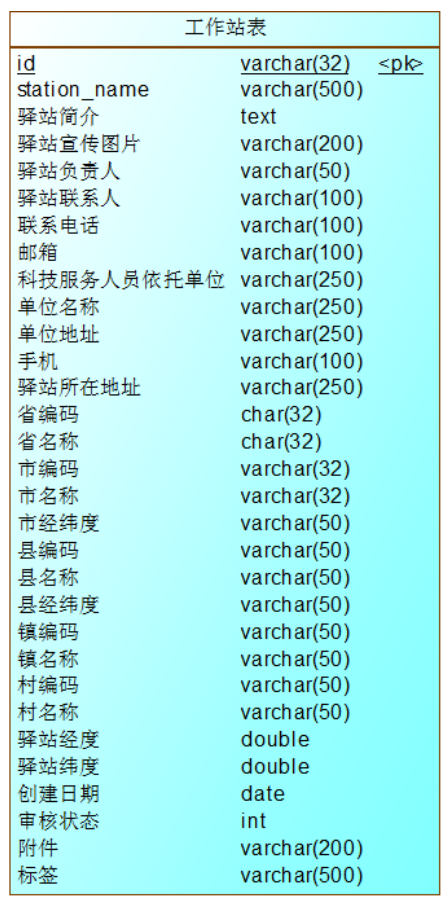 工作站表
id varchar(32) <pk>
station_name varchar(500)
驿站简介 text
驿站宣传图片 varchar(200)
驿站负责人 varchar(50)
驿站联系人 varchar(100)
联系电话 varchar(100)
邮箱 varchar(100)
科技服务人员依托单位 varchar(250)
单位名称 varchar(250)
单位地址 varchar(250)
手机 varchar(100)
驿站所在地址 varchar(250)
省编码 char(32)
省名称 char(32)
市编码 varchar(32)
市名称 varchar(32)
市经纬度 varchar(50)
县编码 varchar(50)
县名称 varchar(50)
县经纬度 varchar(50)
镇编码 varchar(50)
镇名称 varchar(50)
村编码 varchar(50)
村名称 varchar(50)
驿站经度 double
驿站纬度 double
创建日期 date
审核状态 int
附件 varchar(200)
标签 varchar(500)